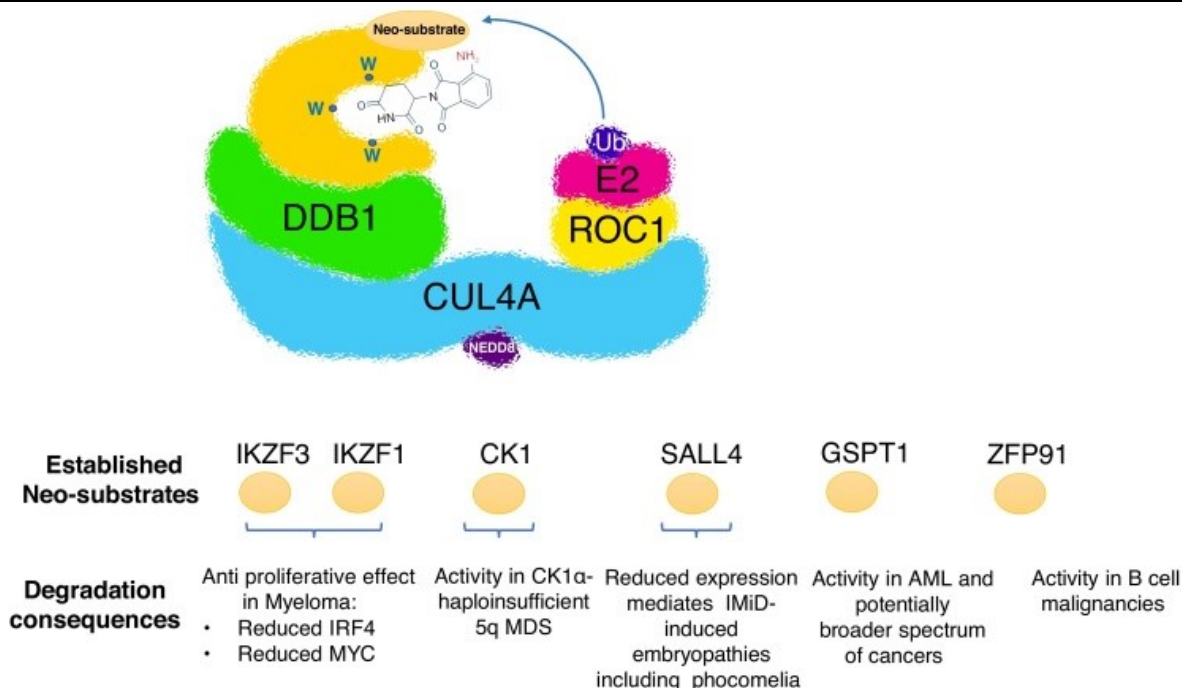 Neo-substrate
NH2
W
O
O
W
N
HN
O
O
W
Ub
E2
DDB1
ROC1
CUL4A
NEDD8
Established
Neo-substrates
IKZF3 IKZF1 CK1 SALL4 GSPT1 ZFP91
Degradation
consequences
Anti proliferative effect
in Myeloma:
• Reduced IRF4
• Reduced MYC
Activity in CK1α-
haploinsufficient
5q MDS
Reduced expression
mediates IMiD-
induced
embryopathies
including phocomelia
Activity in AML and
potentially
broader spectrum
of cancers
Activity in B cell
malignancies